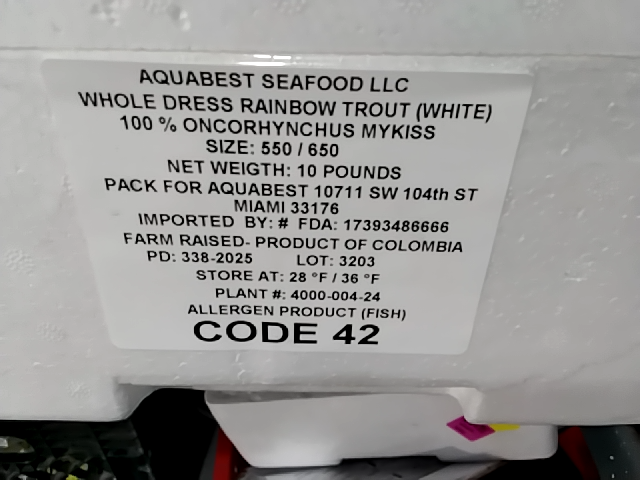 AQUABEST SEAFOOD LLC
WHOLE DRESS RAINBOW TROUT (WHITE)
100 % ONCORHYNCHUS MYKISS
SIZE: 550 / 650
NET WEIGTH: 10 POUNDS
PACK FOR AQUABEST 10711 SW 104th ST
MIAMI 33176
IMPORTED BY: # FDA: 17393486666
FARM RAISED- PRODUCT OF COLOMBIA
PD: 338-2025 LOT: 3203
STORE AT: 28 °F / 36 °F
PLANT #: 4000-004-24
ALLERGEN PRODUCT (FISH)
CODE 42